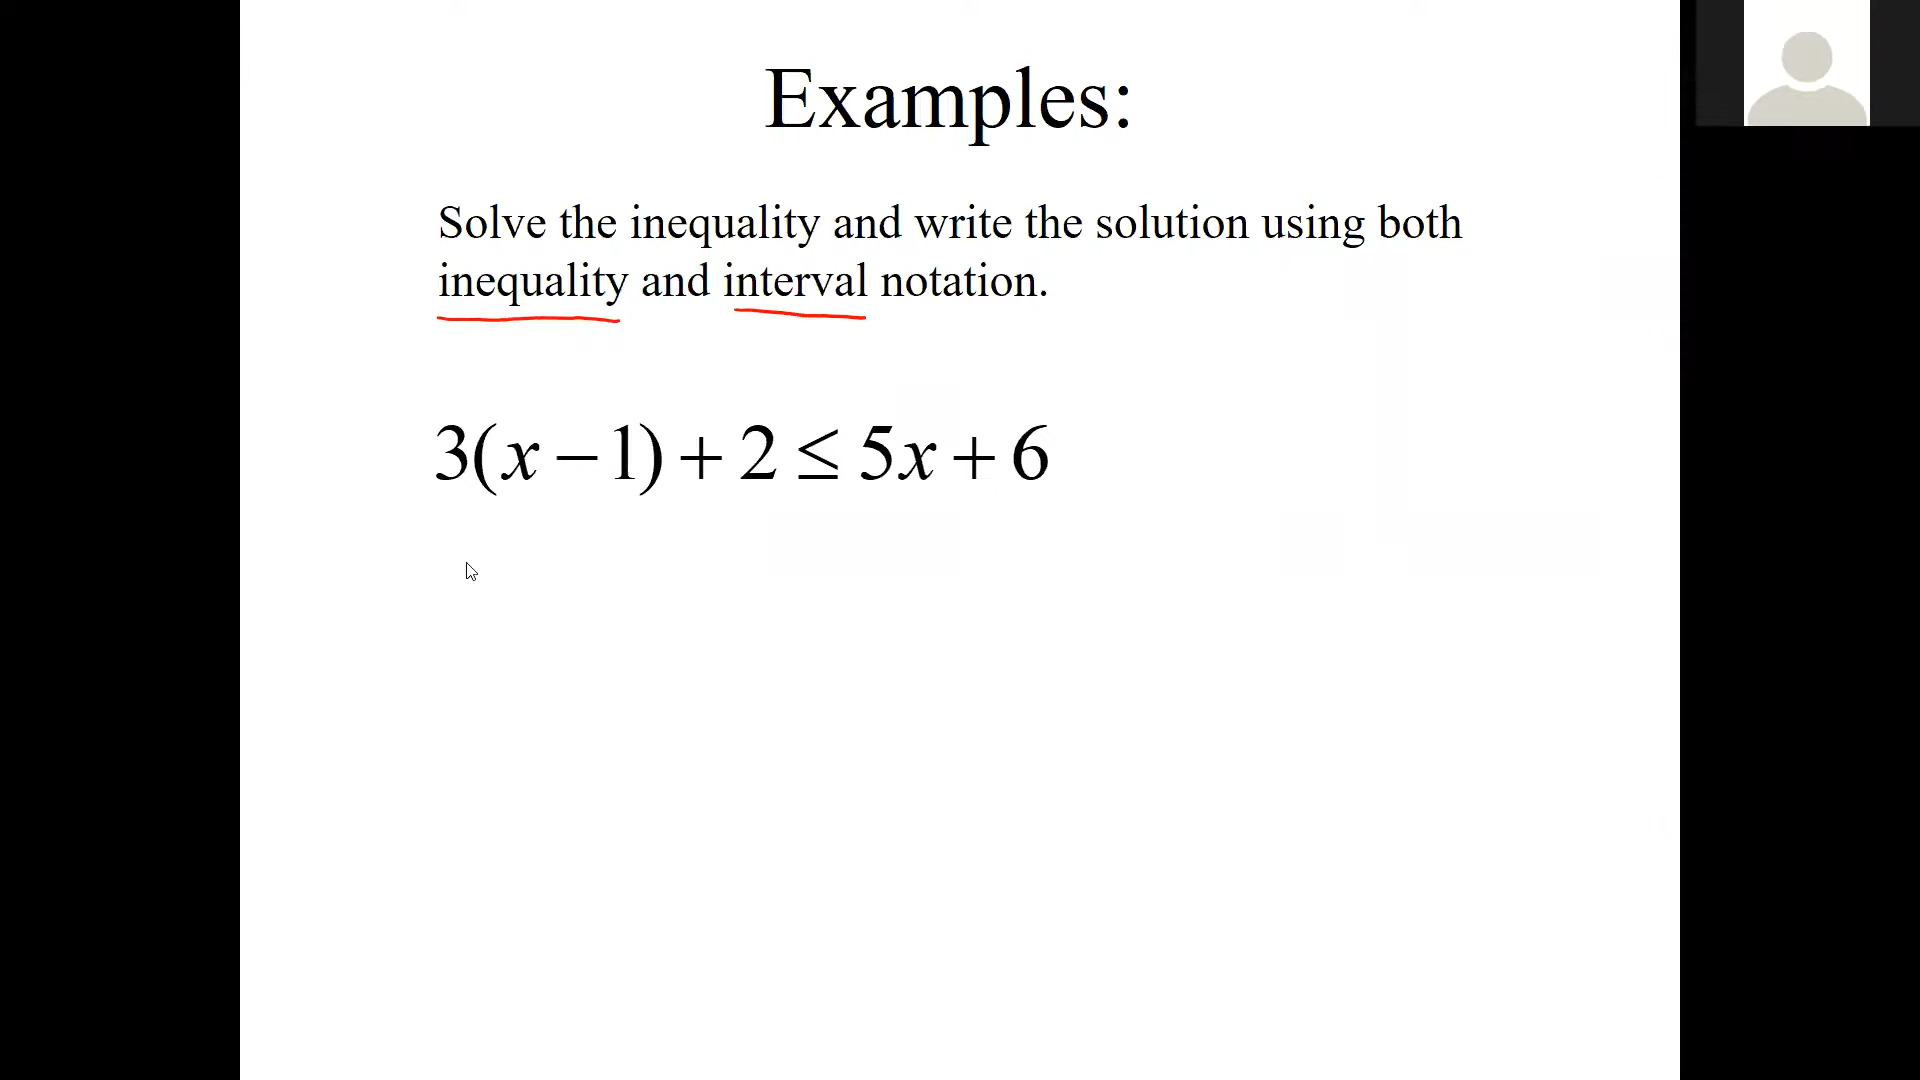 Examples:
Solve the inequality and write the solution using both
inequality and interval notation.
3(x − 1) + 2 ≤ 5x + 6